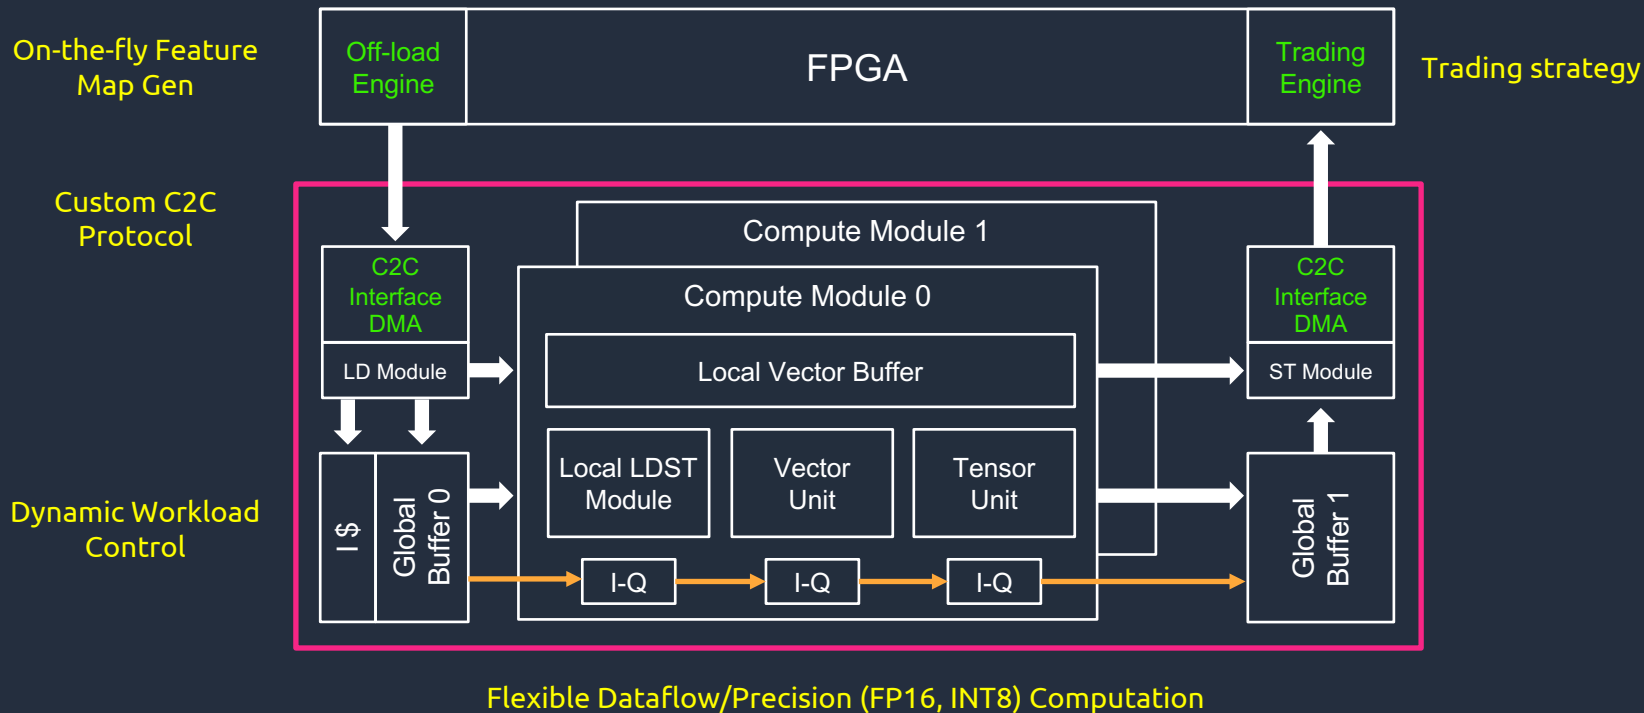 On-the-fly Feature
Map Gen
Off-load
Engine
FPGA
Trading
Engine
Trading strategy
Custom C2C
Protocol
C2C
Interface
DMA
LD Module
Compute Module 1
Compute Module 0
Local Vector Buffer
C2C
Interface
DMA
ST Module
Dynamic Workload
Control
I $
Global
Buffer 0
Local LDST
Module
Vector
Unit
Tensor
Unit
I-Q
I-Q
I-Q
Global
Buffer 1
Flexible Dataflow/Precision (FP16, INT8) Computation